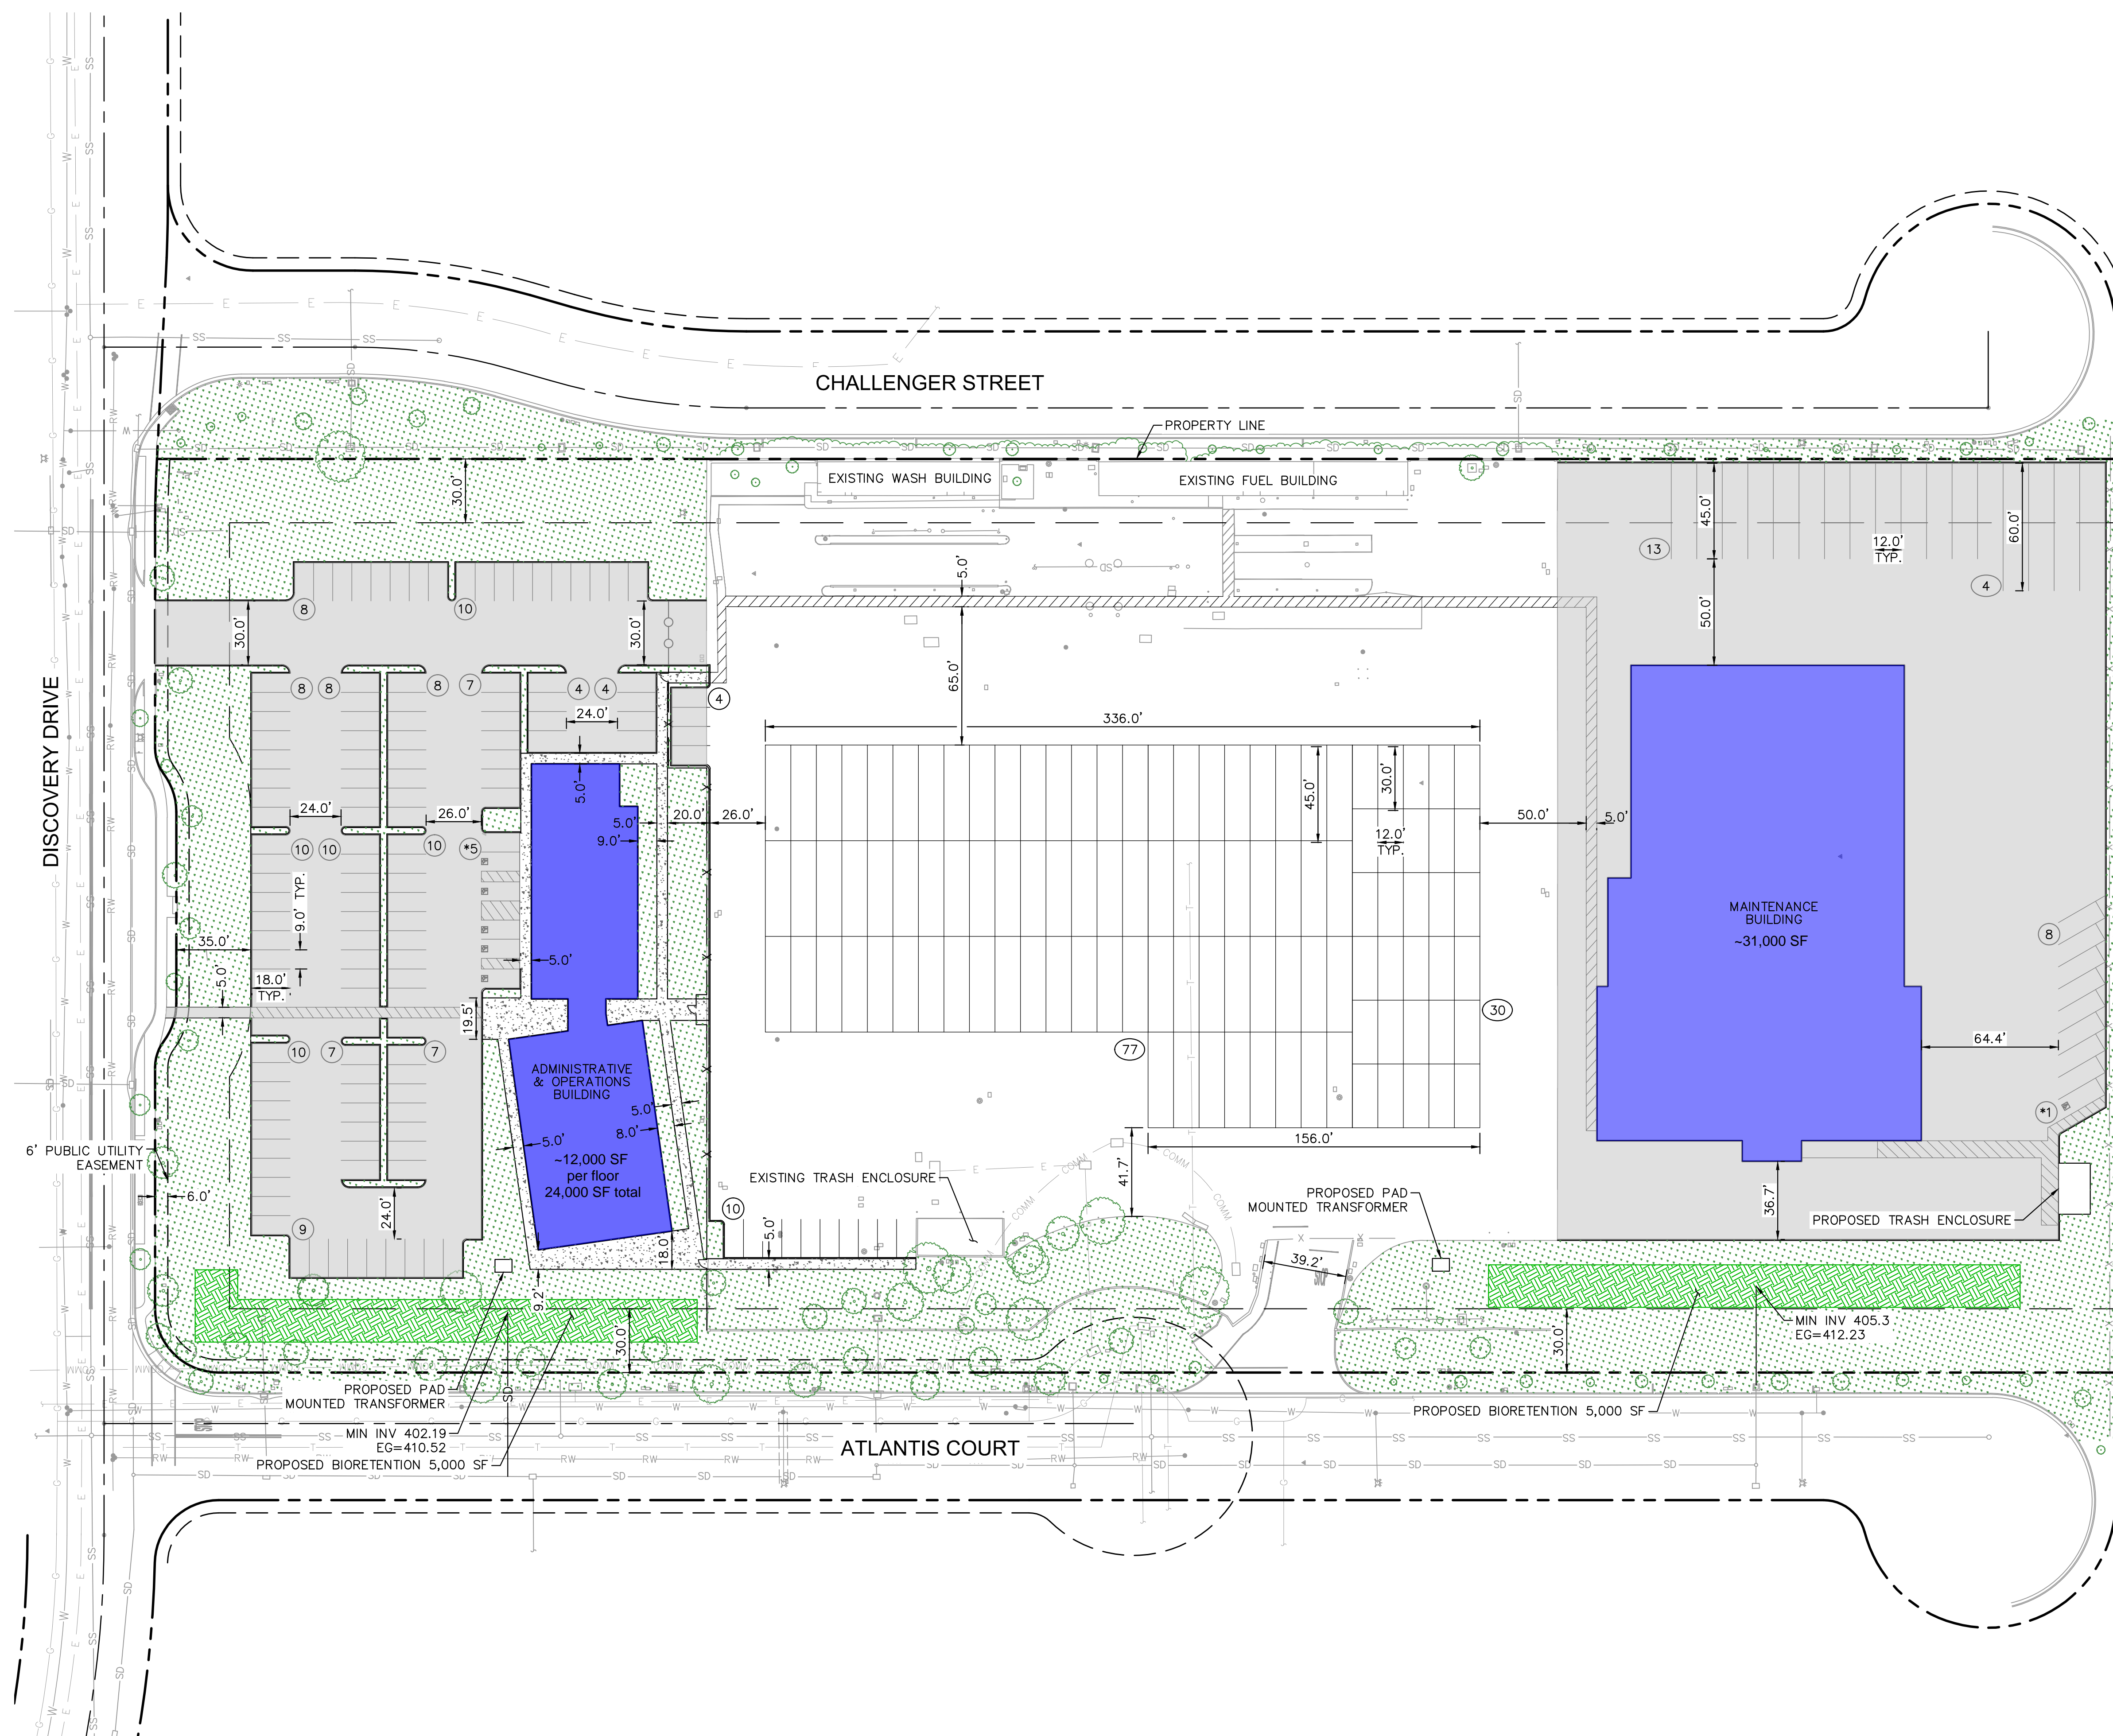 CHALLENGER STREET
PROPERTY LINE
EXISTING WASH BUILDING
EXISTING FUEL BUILDING
30.0'
45.0'
60.0'
12.0'
TYP.
13
4
50.0'
5.0'
65.0'
8
10
30.0'
30.0'
DISCOVERY DRIVE
8
8
8
7
4
4
4
24.0'
336.0'
5.0'
45.0'
30.0'
12.0'
TYP.
24.0'
26.0'
5.0'
20.0'
26.0'
9.0'
50.0'
5.0'
10
10
10
*5
9.0' TYP.
35.0'
5.0'
18.0'
TYP.
5.0'
19.5'
MAINTENANCE
BUILDING
~31,000 SF
8
30
77
64.4'
10
7
7
ADMINISTRATIVE
& OPERATIONS
BUILDING
5.0'
8.0'
5.0'
~12,000 SF
per floor
24,000 SF total
*1
156.0'
41.7'
6' PUBLIC UTILITY
EASEMENT
6.0'
EXISTING TRASH ENCLOSURE
PROPOSED PAD
MOUNTED TRANSFORMER
36.7'
PROPOSED TRASH ENCLOSURE
9
24.0'
10
5.0'
18.0'
39.2'
9.2'
30.0'
30.0'
MIN INV 405.3
EG=412.23
PROPOSED PAD
MOUNTED TRANSFORMER
MIN INV 402.19
EG=410.52
PROPOSED BIORETENTION 5,000 SF
PROPOSED BIORETENTION 5,000 SF
ATLANTIS COURT